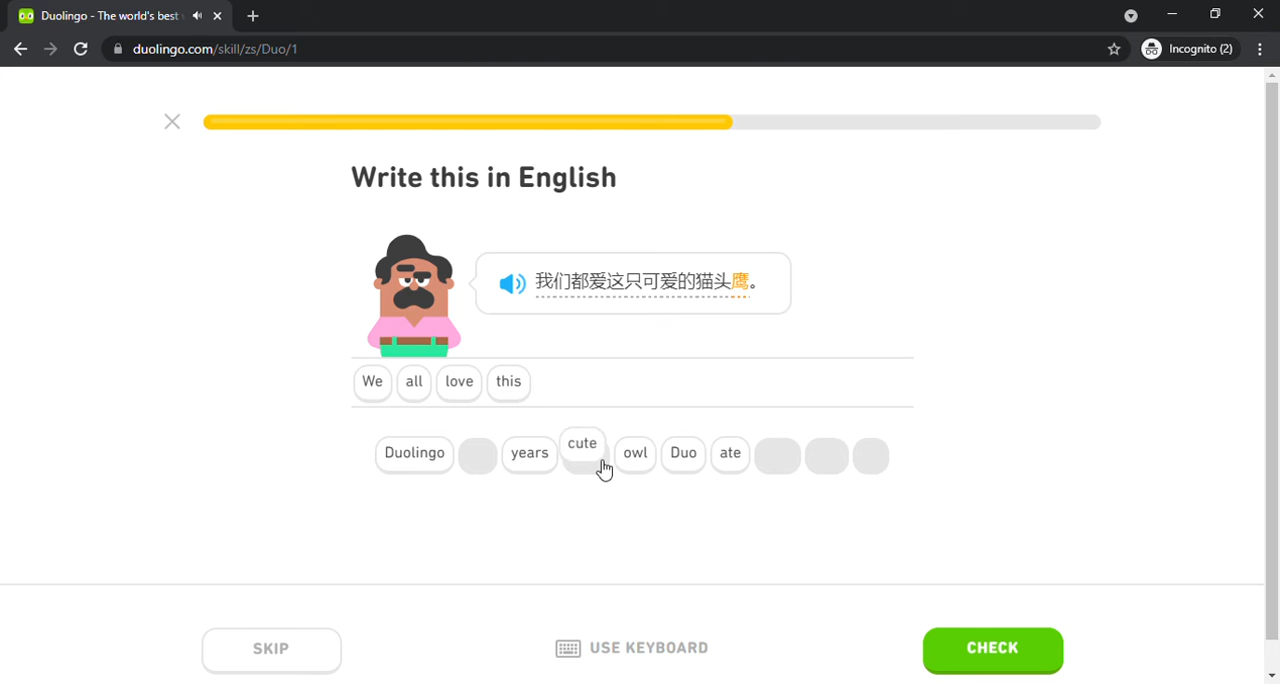 Duolingo - The world's best
duolingo.com/skill/zs/Duo/1
Incognito (2)
Write this in English
我们都爱这只可爱的猫头鹰。
We all love this
Duolingo years cute owl Duo ate
SKIP
USE KEYBOARD
CHECK